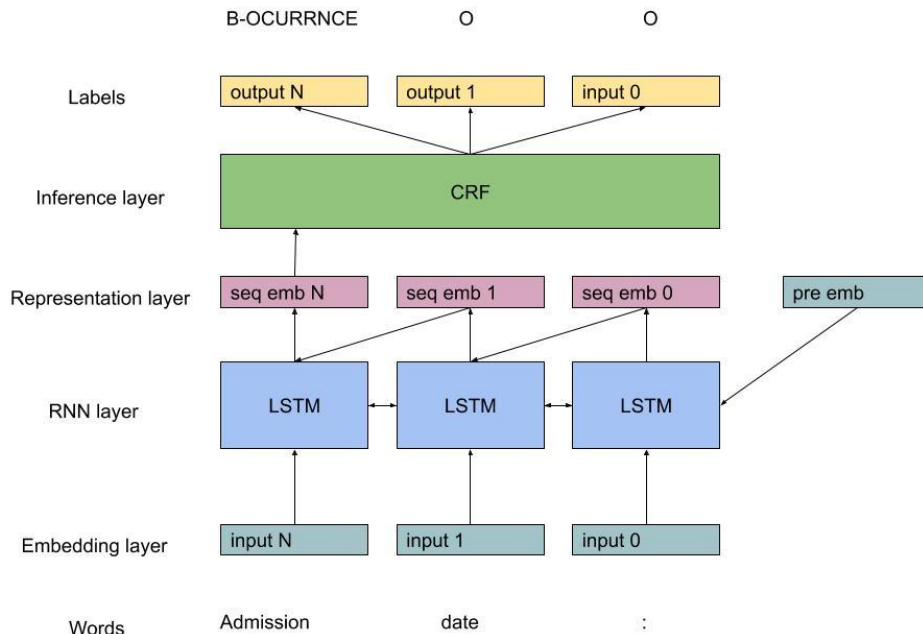 B-OCURRNCE O O
Labels output N output 1 input 0
Inference layer CRF
Representation layer seq emb N seq emb 1 seq emb 0 pre emb
RNN layer LSTM LSTM LSTM
Embedding layer input N input 1 input 0
Words Admission date :